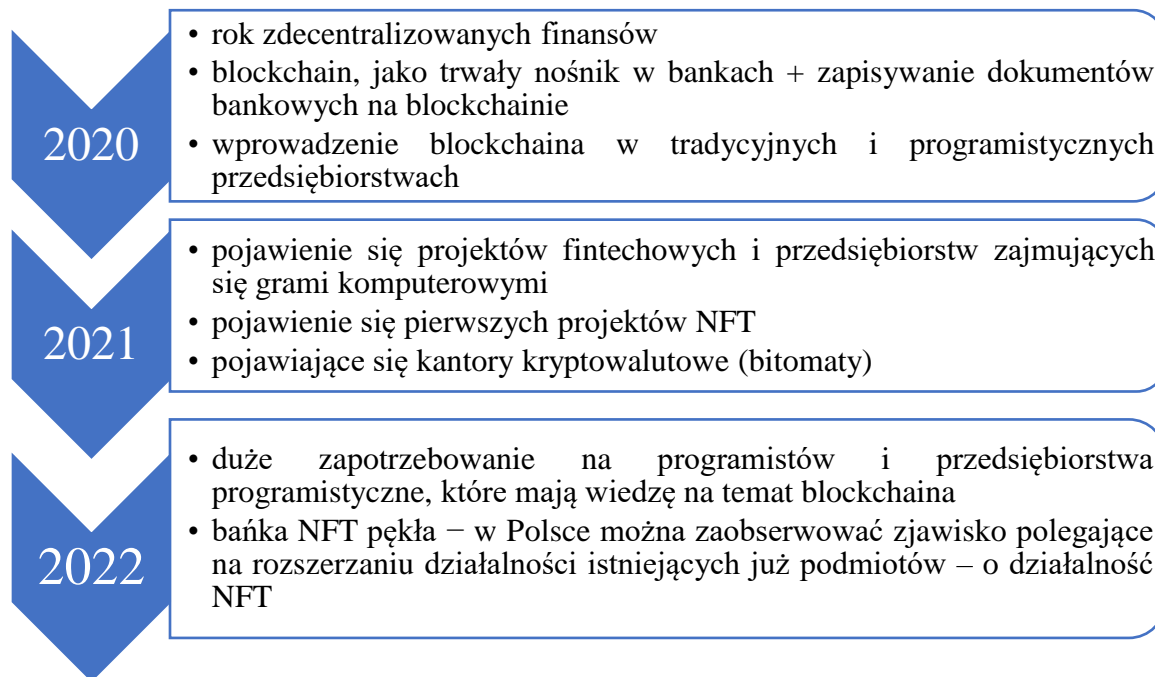 2020
• rok zdecentralizowanych finansów
• blockchain, jako trwały nośnik w bankach + zapisywanie dokumentów
bankowych na blockchainie
• wprowadzenie blockchaina w tradycyjnych i programistycznych
przedsiębiorstwach
2021
• pojawienie się projektów fintechowych i przedsiębiorstw zajmujących
się grami komputerowymi
• pojawienie się pierwszych projektów NFT
• pojawiające się kantory kryptowalutowe (bitomaty)
2022
• duże zapotrzebowanie na programistów i przedsiębiorstwa
programistyczne, które mają wiedzę na temat blockchaina
• bańka NFT pękła − w Polsce można zaobserwować zjawisko polegające
na rozszerzaniu działalności istniejących już podmiotów – o działalność
NFT